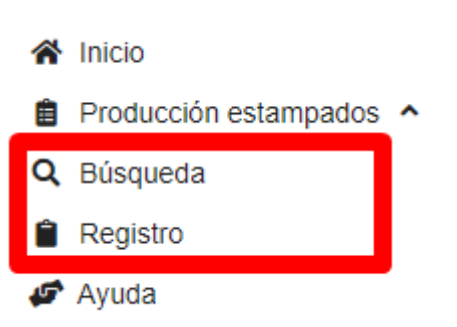 Inicio
Producción estampados
Búsqueda
Registro
Ayuda